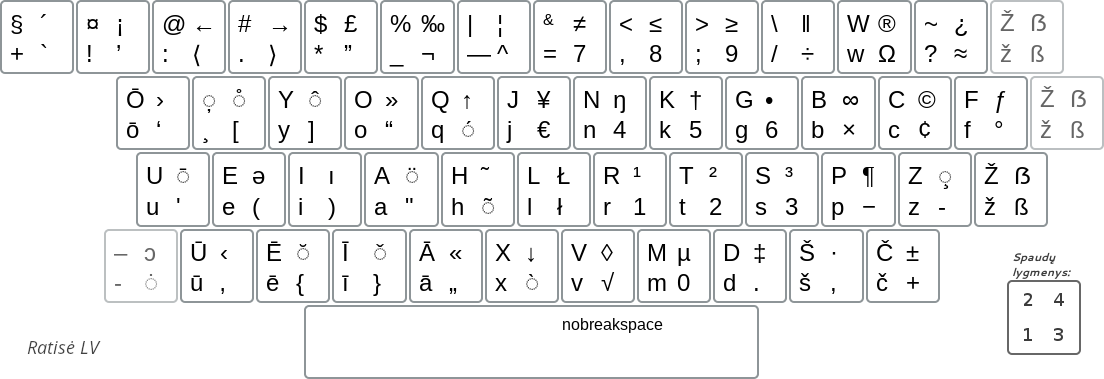 § ´ ¤ ¡ @ ← # → $ £ % ‰ | ¦ & ≠ < ≤ > ≥ \ ‖ W ® ~ ¿ Ž ẞ
+ ` ! ’ : ⟨ . ⟩ * ” _ ¬ — ^ = 7 , 8 ; 9 / ÷ w Ω ? ≈ ž ß
Ō › ◌̦ ◌̊ Y ◌̂ O » Q ↑ J ¥ N Ŋ K † G • B ∞ C © F ƒ Ž ẞ
ō ‘ ¸ [ y ] o “ q ◌́ j € n 4 k 5 g 6 b × c ¢ f ° ž ß
U ◌̄ E ə I ı A ◌̈ H ˜ L Ł R ¹ T ² S ³ P ¶ Z ◌̧ Ž ẞ
u ' e ( i ) a " h ◌̃ l ł r 1 t 2 s 3 p − z - ž ß
– ɔ Ū ‹ Ē ◌̆ Ī ◌̌ Ā « X ↓ V ◊ M µ D ‡ Š · Č ±
- ◌̇ ū ‚ ē { ī } ā „ x ◌̀ v √ m 0 d . š , č +
Spaudų
lygmenys:
2 4
1 3
nobreakspace
Ratisė LV